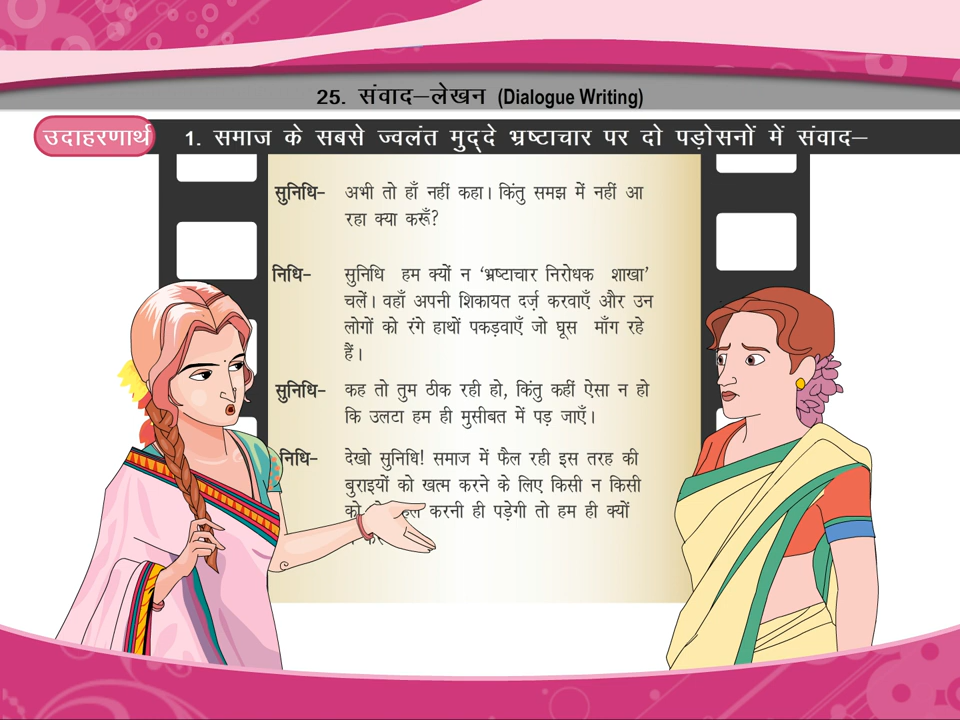 25. संवाद–लेखन (Dialogue Writing)
उदाहरणार्थ 1. समाज के सबसे ज्वलंत मुद्दे भ्रष्टाचार पर दो पड़ोसनों में संवाद–
सुनिधि- अभी तो हाँ नहीं कहा। किंतु समझ में नहीं आ
रहा क्या करूँ?
निधि- सुनिधि हम क्यों न ‘भ्रष्टाचार निरोधक शाखा’
चलें। वहाँ अपनी शिकायत दर्ज़ करवाएँ और उन
लोगों को रंगे हाथों पकड़वाएँ जो घूस माँग रहे
हैं।
सुनिधि- कह तो तुम ठीक रही हो, किंतु कहीं ऐसा न हो
कि उलटा हम ही मुसीबत में पड़ जाएँ।
निधि- देखो सुनिधि! समाज में फैल रही इस तरह की
बुराइयों को खत्म करने के लिए किसी न किसी
को करनी ही पड़ेगी तो हम ही क्यों